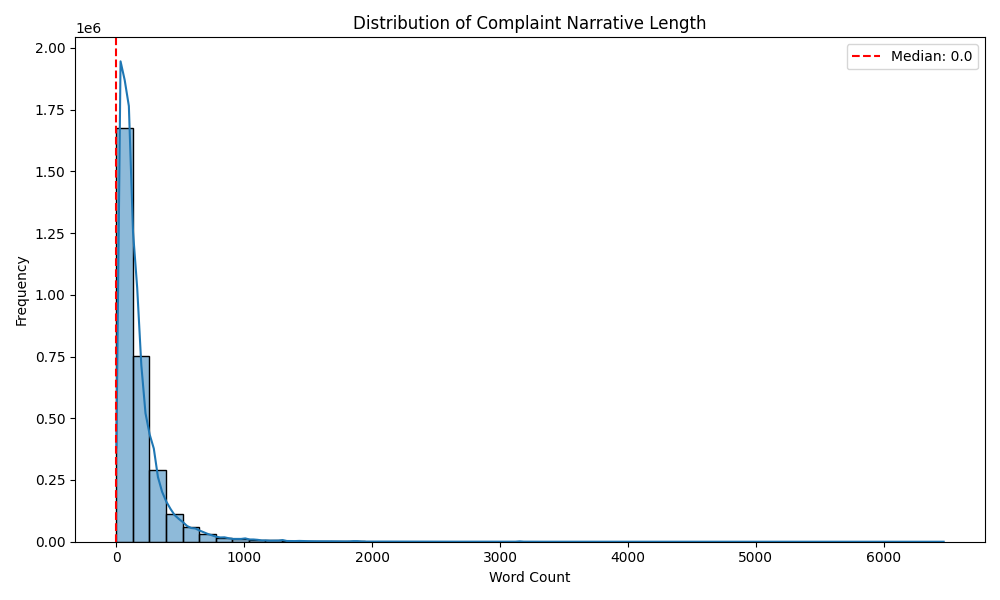 Distribution of Complaint Narrative Length
1e6
Median: 0.0
2.00
1.75
1.50
1.25
1.00
0.75
0.50
0.25
0.00
Frequency
0 1000 2000 3000 4000 5000 6000
Word Count